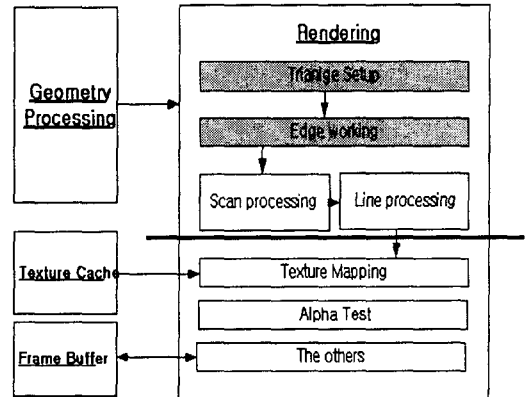 Rendering
Trianlge Setup
Geometry
Processing
Edge working
Scan processing
Line processing
Texture Cache
Texture Mapping
Alpha Test
Frame Buffer
The others